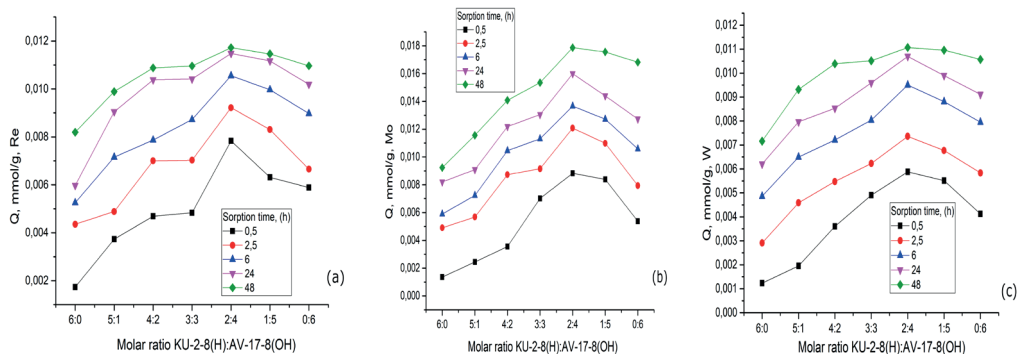 Q, mmol/g, Re
0,012
0,010
0,008
0,006
0,004
0,002
6:0 5:1 4:2 3:3 2:4 1:5 0:6
Molar ratio KU-2-8(H):AV-17-8(OH)
Sorption time, (h)
0,5
2,5
6
24
48
(a)
Q, mmol/g, Mo
0,018
0,016
0,014
0,012
0,010
0,008
0,006
0,004
0,002
0,000
6:0 5:1 4:2 3:3 2:4 1:5 0:6
Molar ratio KU-2-8(H):AV-17-8(OH)
Sorption time, (h)
0,5
2,5
6
24
48
(b)
Q, mmol/g, W
0,012
0,011
0,010
0,009
0,008
0,007
0,006
0,005
0,004
0,003
0,002
0,001
0,000
6:0 5:1 4:2 3:3 2:4 1:5 0:6
Molar ratio KU-2-8(H):AV-17-8(OH)
Sorption time, (h)
0,5
2,5
6
24
48
(c)